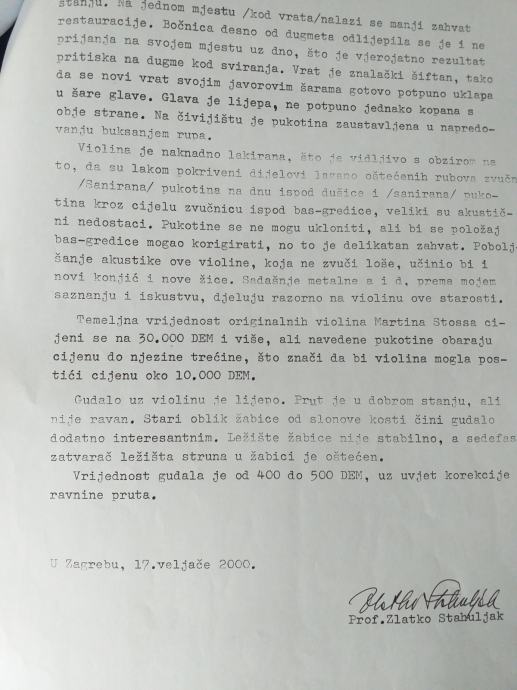 stanju. Na jednom mjestu /kod vrata/nalazi se manji zahvat
restauracije. Bočnica desno od dugmeta odlijepila se je i ne
prijanja na svojem mjestu uz dno, što je vjerojatno rezultat
pritiska na dugme kod sviranja. Vrat je znalački šiftan, tako
da se novi vrat svojim javorovim šarama gotovo potpuno uklapa
u šare glave. Glava je lijepa, ne potpuno jednako kopana s
obje strane. Na čivijištu je pukotina zaustavljena u napredo-
vanju buksanjem rupa.
Violina je naknadno lakirana, što je vidljivo s obzirom na
to, da su lakom pokriveni dijelovi lagano oštećenih rubova zvučn
/Sanirana/ pukotina na dnu ispod dušice i /sanirana/ puko-
tina kroz cijelu zvučnicu ispod bas-gredice, veliki su akustič-
ni nedostaci. Pukotine se ne mogu ukloniti, ali bi se položaj
bas-gredice mogao korigirati, no to je delikatan zahvat. Pobolj-
šanje akustike ove violine, koja ne zvuči loše, učinio bi i
novi konjić i nove žice. Sadašnje metalne a i d, prema mojem
saznanju i iskustvu, djeluju razorno na violinu ove starosti.
Temeljna vrijednost originalnih violina Martina Stossa ci-
jeni se na 30.000 DEM i više, ali navedene pukotine obaraju
cijenu do njezine trećine, što znači da bi violina mogla pos-
tići cijenu oko 10.000 DEM.
Gudalo uz violinu je lijepo. Prut je u dobrom stanju, ali
nije ravan. Stari oblik žabice od slonove kosti čini gudalo
dodatno interesantnim. Ležište žabice nije stabilno, a sedefas
zatvarač ležišta struna u žabici je oštećen.
Vrijednost gudala je od 400 do 500 DEM, uz uvjet korekcije
ravnine pruta.
U Zagrebu, 17.veljače 2000.
Zlatko Stahuljak
Prof.Zlatko Stahuljak